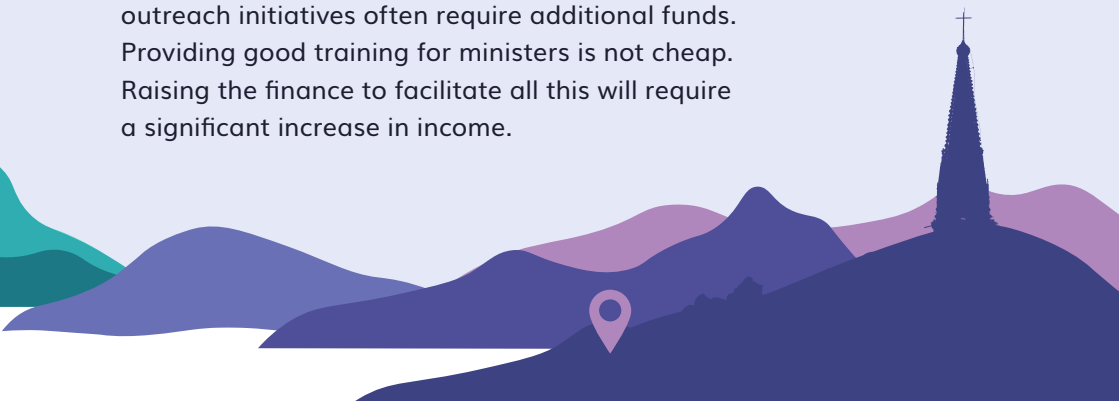 outreach initiatives often require additional funds.
Providing good training for ministers is not cheap.
Raising the finance to facilitate all this will require
a significant increase in income.